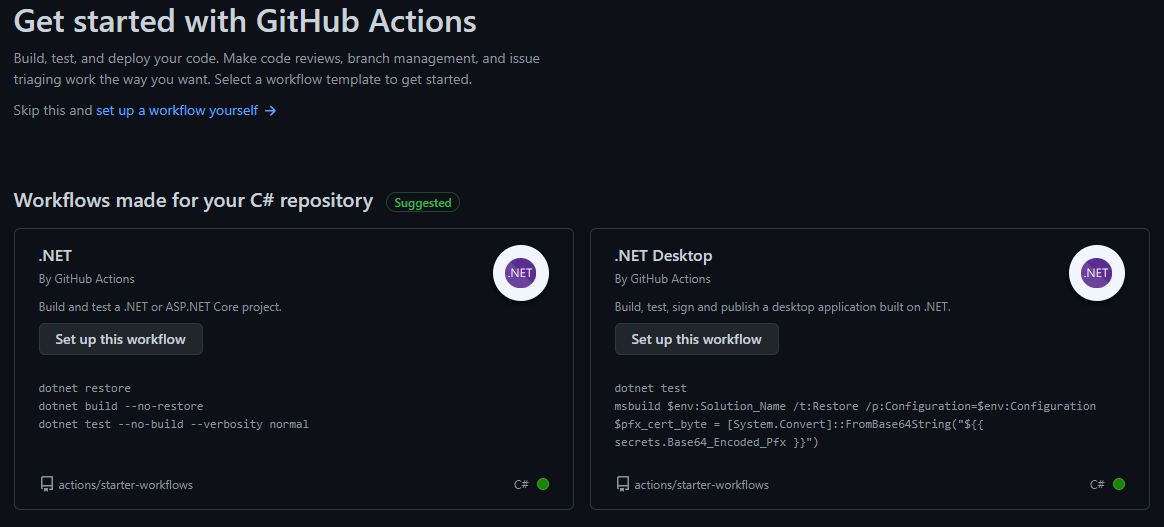 Get started with GitHub Actions
Build, test, and deploy your code. Make code reviews, branch management, and issue
triaging work the way you want. Select a workflow template to get started.
Skip this and set up a workflow yourself →
Workflows made for your C# repository Suggested
.NET
By GitHub Actions
.NET
Build and test a .NET or ASP.NET Core project.
Set up this workflow
dotnet restore
dotnet build --no-restore
dotnet test --no-build --verbosity normal
actions/starter-workflows
C#
.NET Desktop
By GitHub Actions
.NET
Build, test, sign and publish a desktop application built on .NET.
Set up this workflow
dotnet test
msbuild $env:Solution_Name /t:Restore /p:Configuration=$env:Configuration
$pfx_cert_byte = [System.Convert]::FromBase64String("${{
secrets.Base64_Encoded_Pfx }}")
actions/starter-workflows
C#